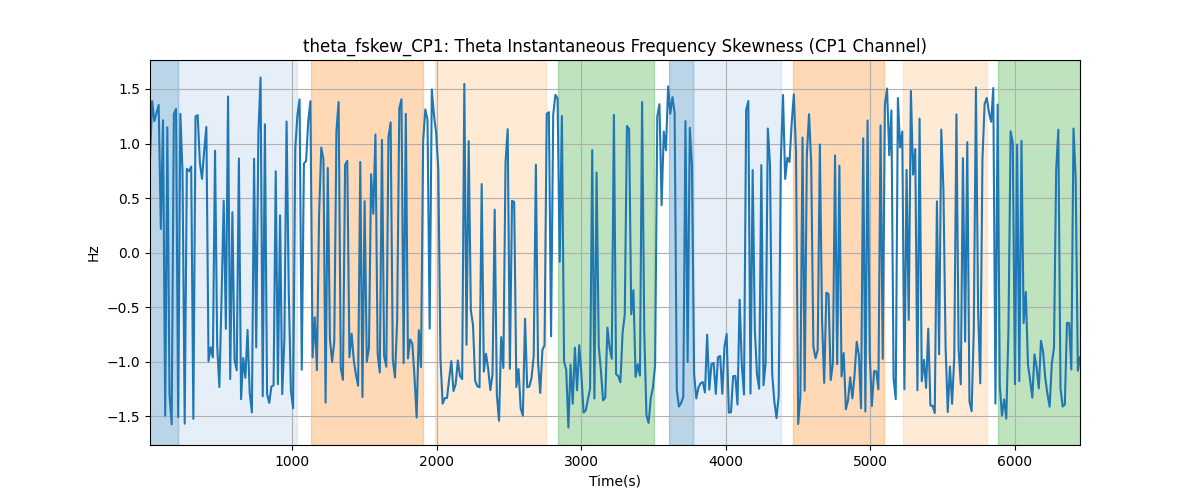 theta_fskew_CP1: Theta Instantaneous Frequency Skewness (CP1 Channel)
1.5
1.0
0.5
0.0
−0.5
−1.0
−1.5
Hz
1000 2000 3000 4000 5000 6000
Time(s)